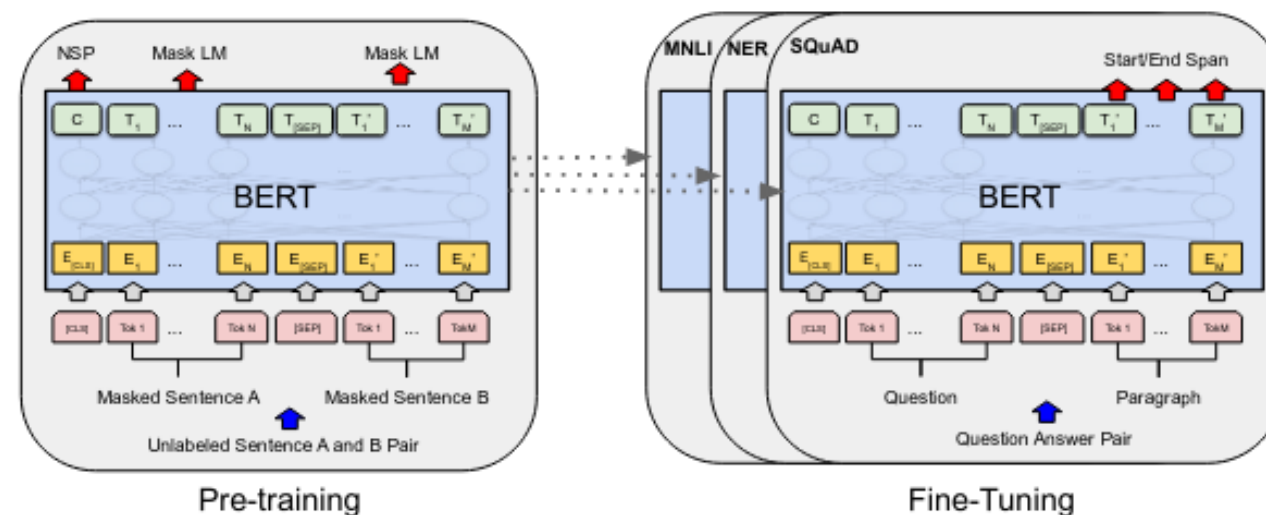 NSP Mask LM Mask LM
C T1 ... TN T[SEP] T1' ... TM'
BERT
E[CLS] E1 ... EN E[SEP] E1' ... EM'
[CLS] Tok 1 ... Tok N [SEP] Tok 1 ... TokM
Masked Sentence A Masked Sentence B
Unlabeled Sentence A and B Pair
Pre-training
MNLI NER SQuAD
Start/End Span
C T1 ... TN T[SEP] T1' ... TM'
BERT
E[CLS] E1 ... EN E[SEP] E1' ... EM'
[CLS] Tok 1 ... Tok N [SEP] Tok 1 ... TokM
Question Paragraph
Question Answer Pair
Fine-Tuning